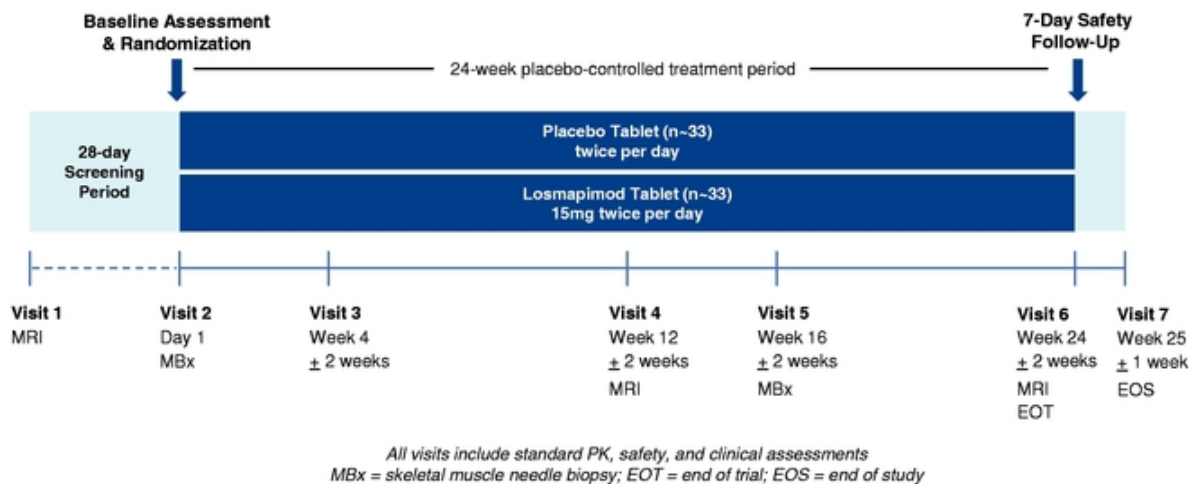 Baseline Assessment
& Randomization
7-Day Safety
Follow-Up
24-week placebo-controlled treatment period
28-day
Screening
Period
Placebo Tablet (n~33)
twice per day
Losmapimod Tablet (n~33)
15mg twice per day
Visit 1
MRI
Visit 2
Day 1
MBx
Visit 3
Week 4
± 2 weeks
Visit 4
Week 12
± 2 weeks
MRI
Visit 5
Week 16
± 2 weeks
MBx
Visit 6
Week 24
± 2 weeks
MRI
EOT
Visit 7
Week 25
± 1 week
EOS
All visits include standard PK, safety, and clinical assessments
MBx = skeletal muscle needle biopsy; EOT = end of trial; EOS = end of study